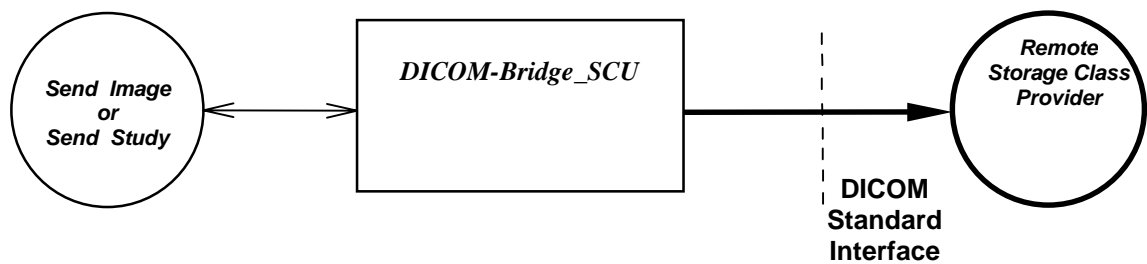 Send Image
or
Send Study
DICOM-Bridge_SCU
Remote
Storage Class
Provider
DICOM
Standard
Interface